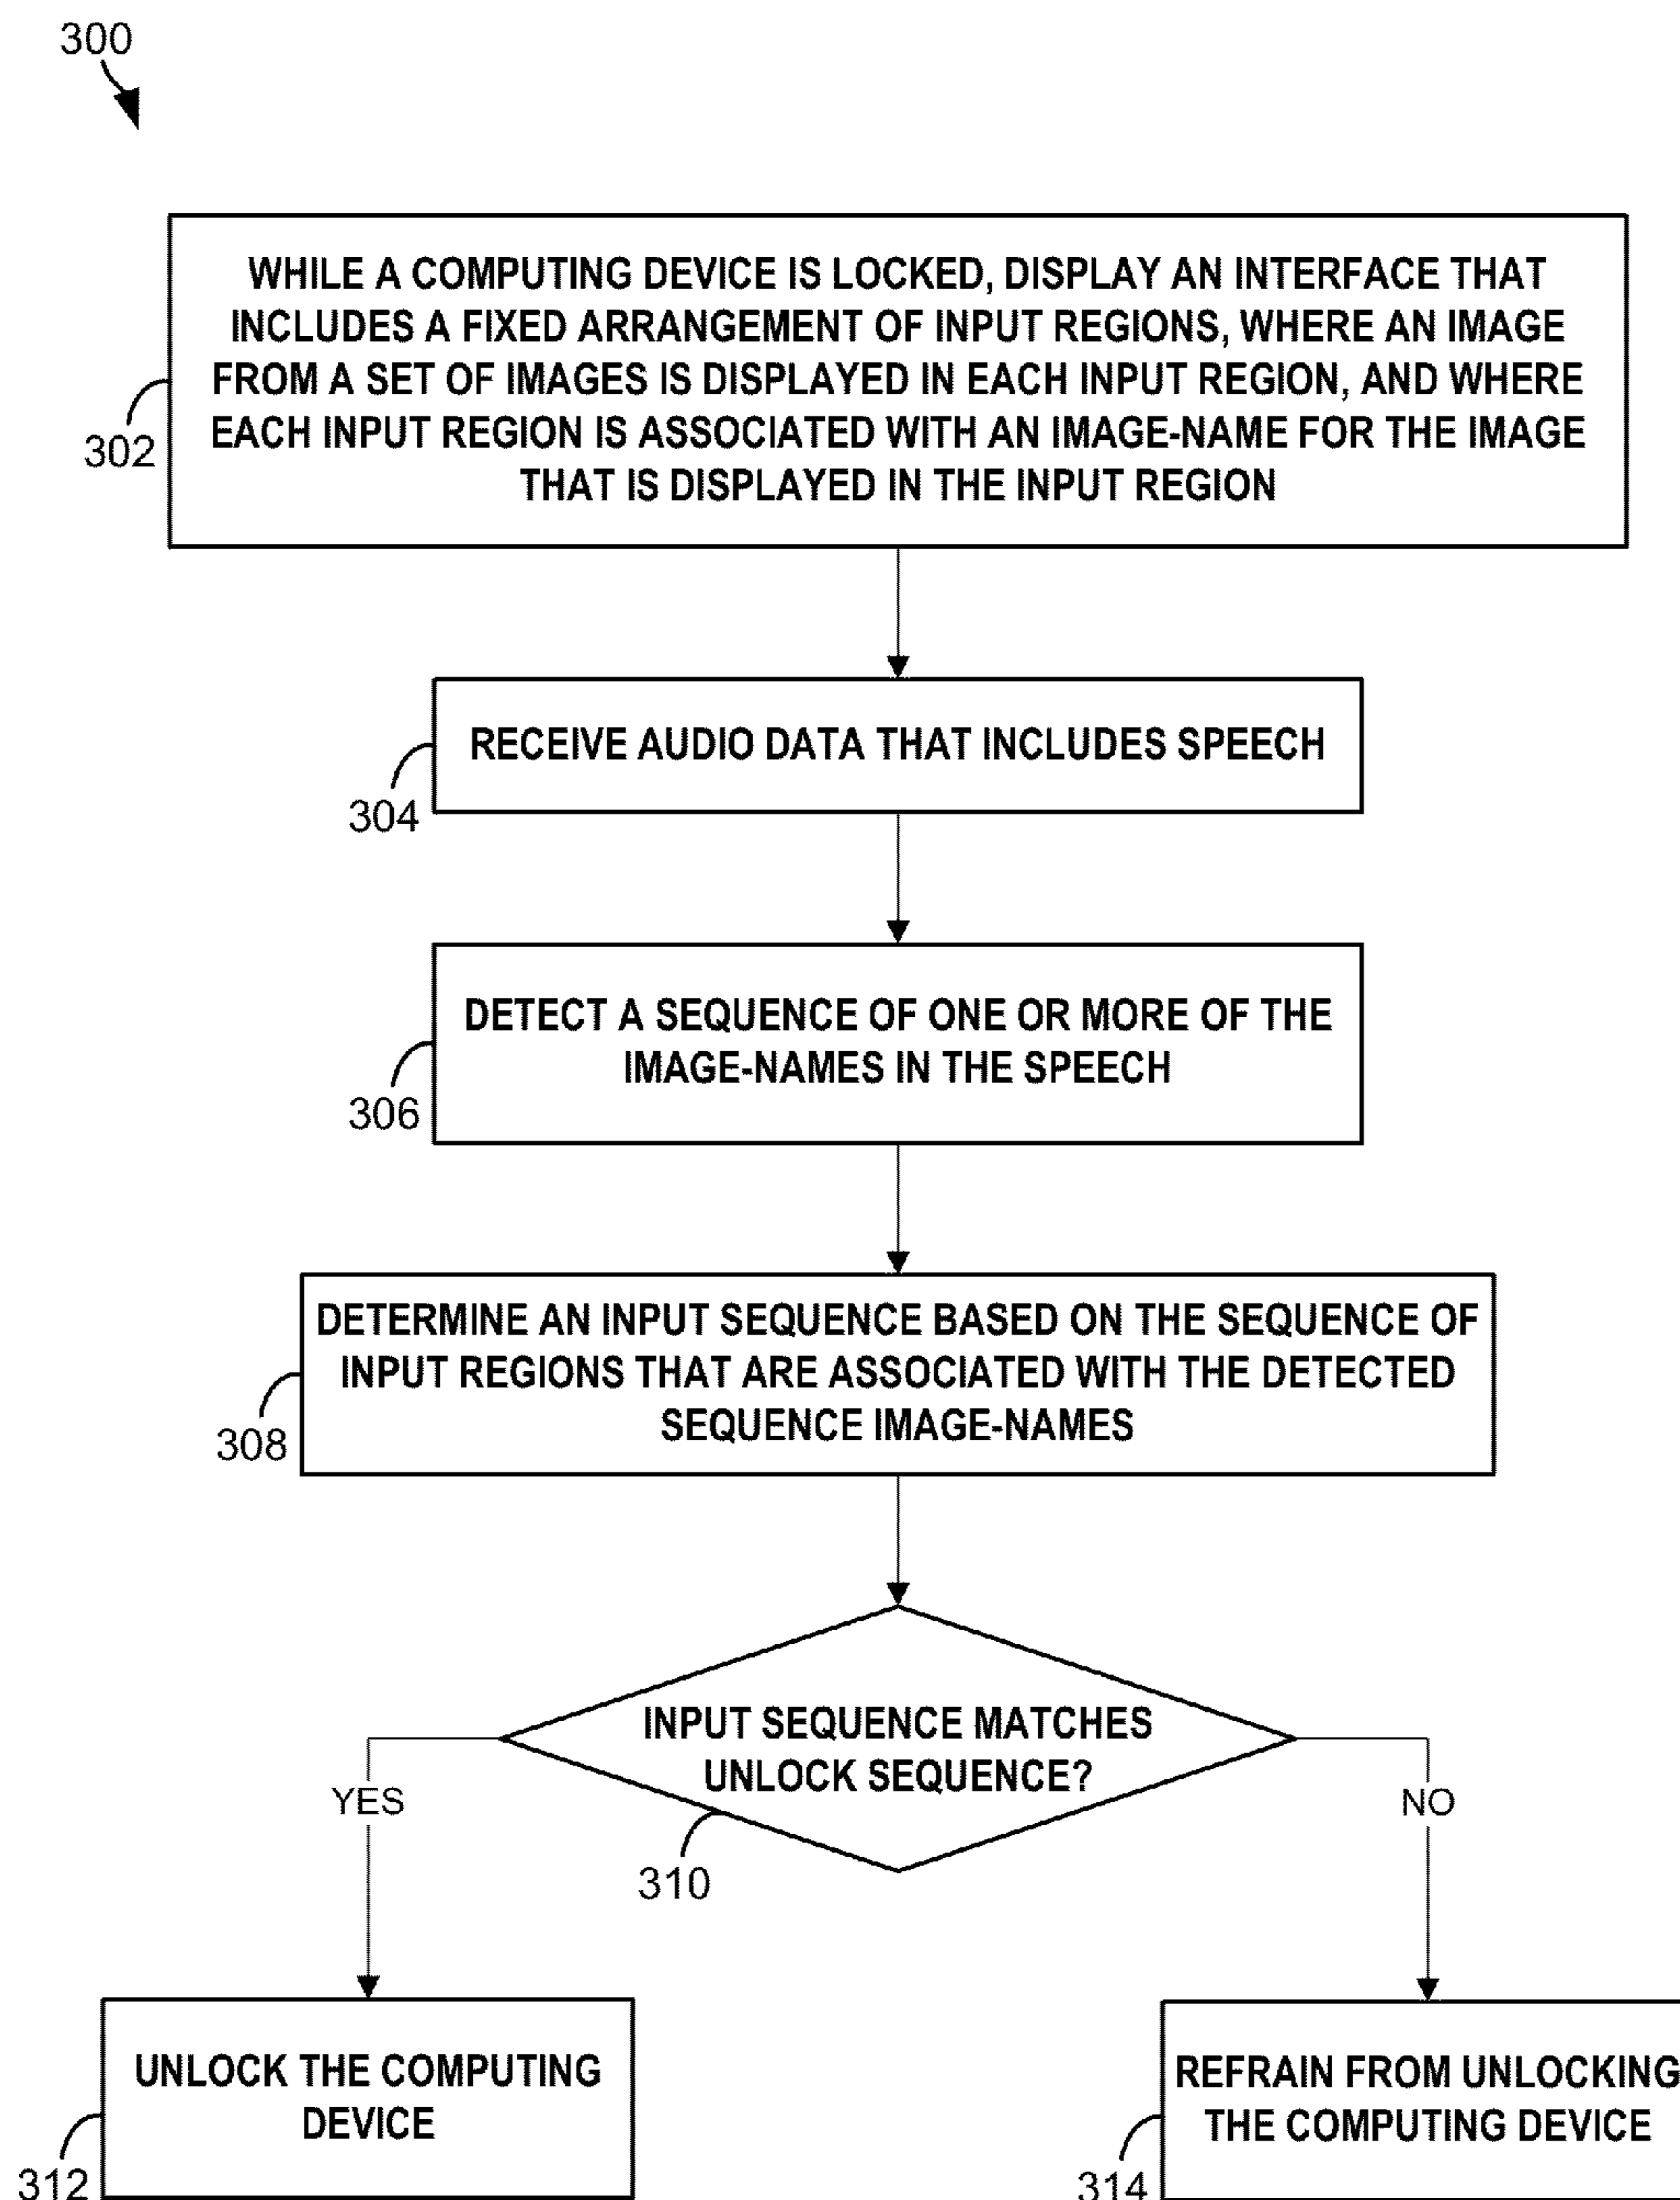 300
WHILE A COMPUTING DEVICE IS LOCKED, DISPLAY AN INTERFACE THAT
INCLUDES A FIXED ARRANGEMENT OF INPUT REGIONS, WHERE AN IMAGE
FROM A SET OF IMAGES IS DISPLAYED IN EACH INPUT REGION, AND WHERE
EACH INPUT REGION IS ASSOCIATED WITH AN IMAGE-NAME FOR THE IMAGE
THAT IS DISPLAYED IN THE INPUT REGION
302
RECEIVE AUDIO DATA THAT INCLUDES SPEECH
304
DETECT A SEQUENCE OF ONE OR MORE OF THE
IMAGE-NAMES IN THE SPEECH
306
DETERMINE AN INPUT SEQUENCE BASED ON THE SEQUENCE OF
INPUT REGIONS THAT ARE ASSOCIATED WITH THE DETECTED
SEQUENCE IMAGE-NAMES
308
INPUT SEQUENCE MATCHES
UNLOCK SEQUENCE?
310
YES
NO
UNLOCK THE COMPUTING
DEVICE
312
REFRAIN FROM UNLOCKING
THE COMPUTING DEVICE
314